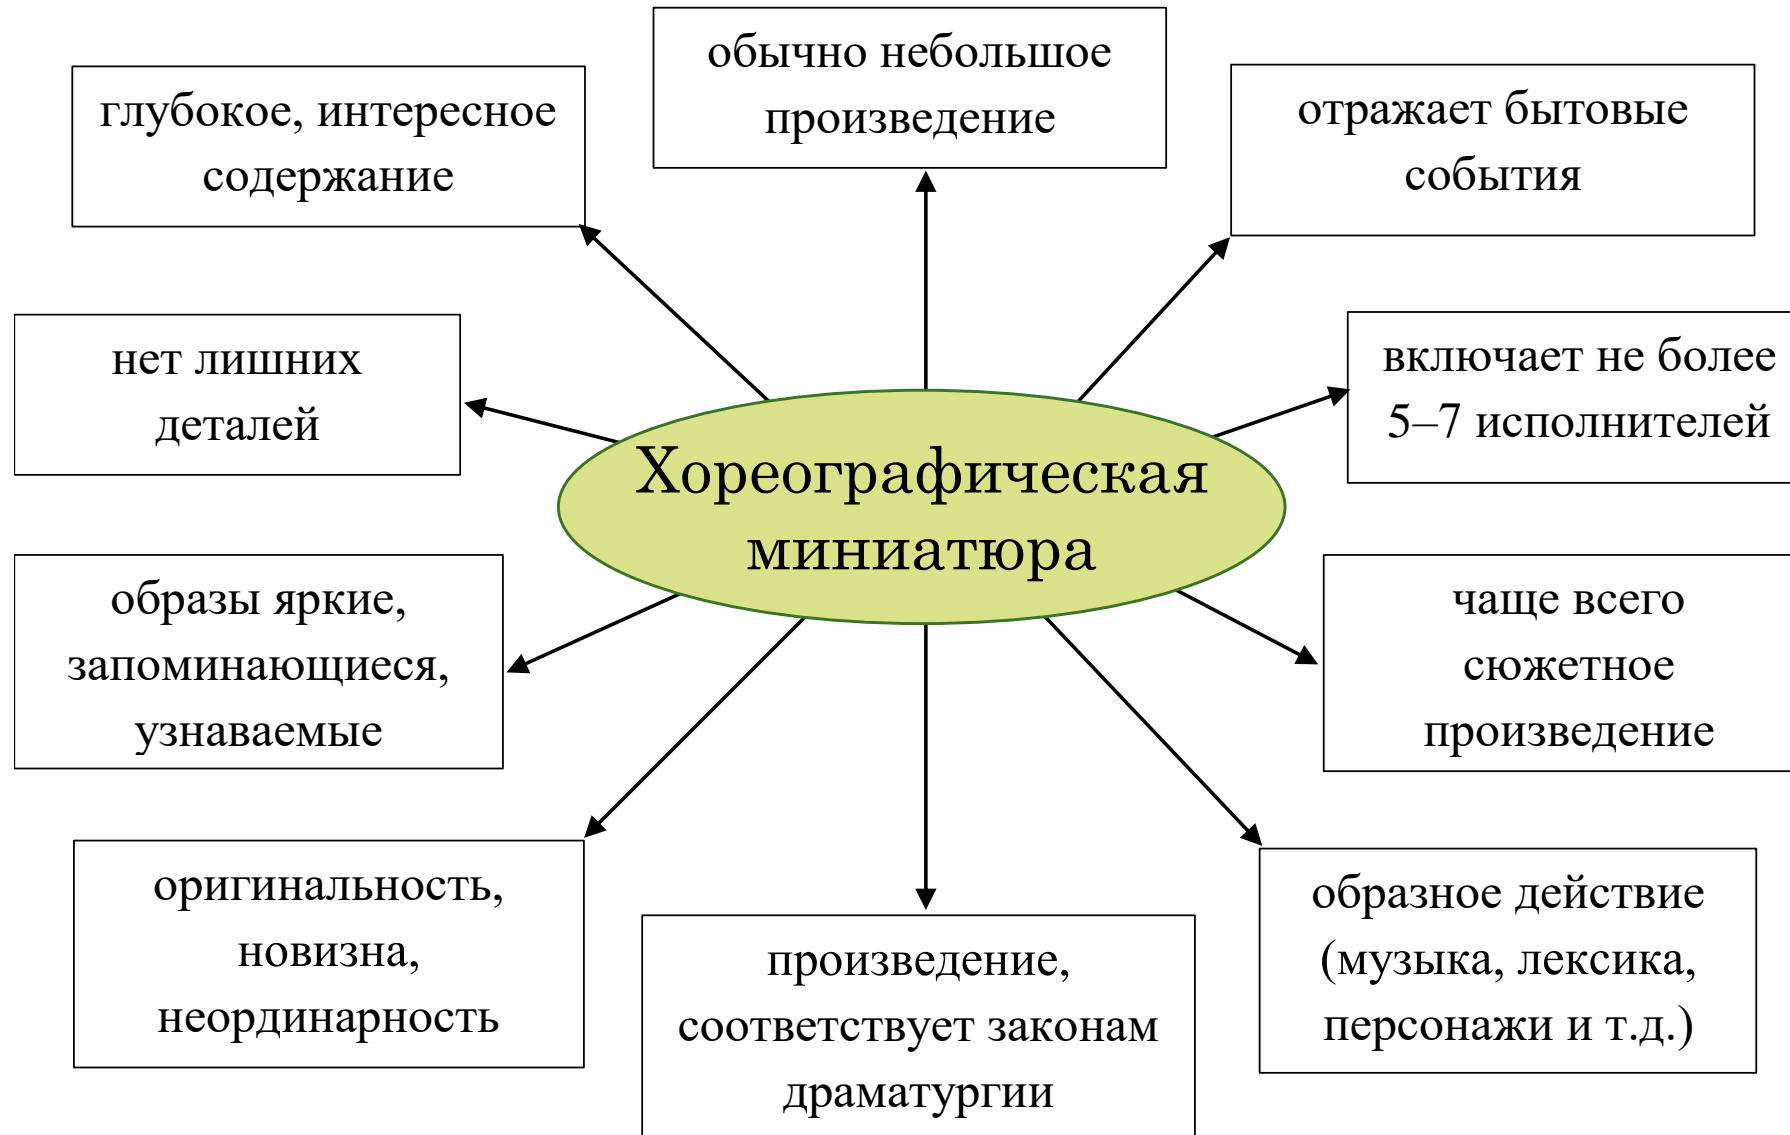 обычно небольшое
произведение
глубокое, интересное
содержание
отражает бытовые
события
нет лишних
деталей
включает не более
5–7 исполнителей
Хореографическая
миниатюра
образы яркие,
запоминающиеся,
узнаваемые
чаще всего
сюжетное
произведение
оригинальность,
новизна,
неординарность
произведение,
соответствует законам
драматургии
образное действие
(музыка, лексика,
персонажи и т.д.)